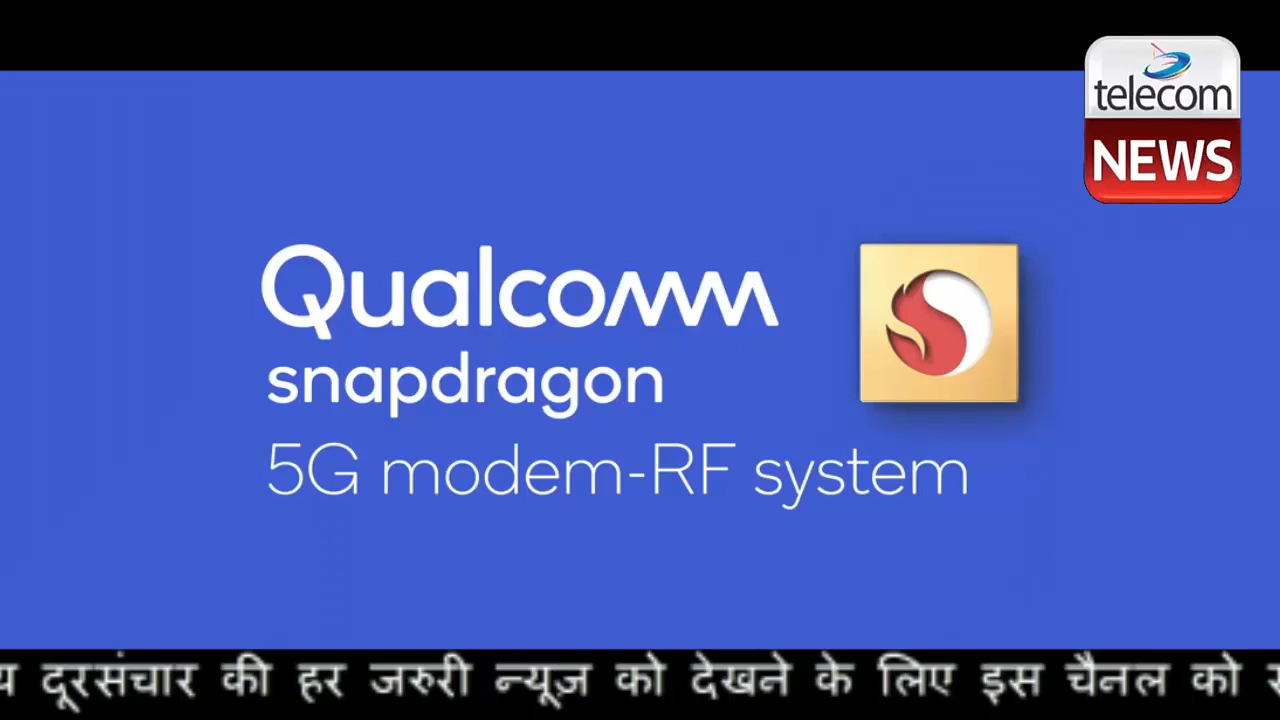 telecom
NEWS
Qualcomm
snapdragon
5G modem-RF system
दूरसंचार की हर जरुरी न्यूज़ को देखने के लिए इस चैनल को